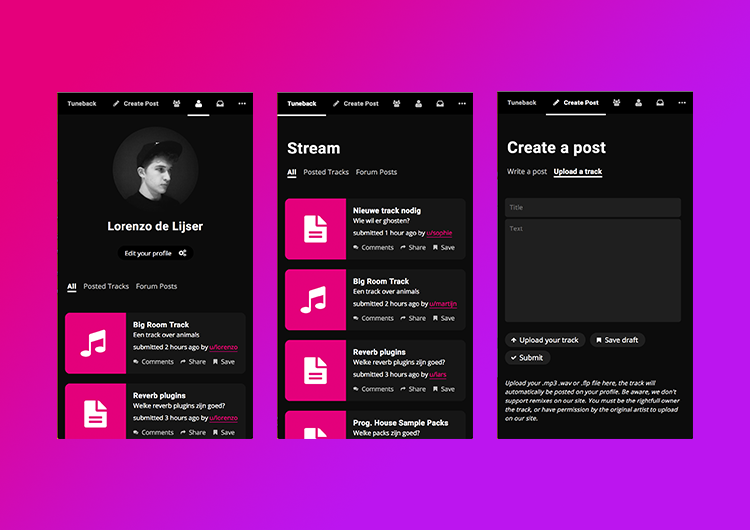 Tuneback Create Post
Lorenzo de Lijser
Edit your profile
All Posted Tracks Forum Posts
Big Room Track
Een track over animals
submitted 2 hours ago by u/lorenzo
Comments Share Save
Reverb plugins
Welke reverb plugins zijn goed?
submitted 3 hours ago by u/lorenzo
Comments Share Save
Tuneback Create Post
Stream
All Posted Tracks Forum Posts
Nieuwe track nodig
Wie wil er ghosten?
submitted 1 hour ago by u/sophie
Comments Share Save
Big Room Track
Een track over animals
submitted 2 hours ago by u/martijn
Comments Share Save
Reverb plugins
Welke reverb plugins zijn goed?
submitted 3 hours ago by u/lars
Comments Share Save
Prog. House Sample Packs
Welke packs zijn goed?
Tuneback Create Post
Create a post
Write a post Upload a track
Title
Text
Upload your track Save draft
Submit
Upload your .mp3 .wav or .flp file here, the track will
automatically be posted on your profile. Be aware, we don't
support remixes on our site. You must be the rightfull owner
the track, or have permission by the original artist to upload
on our site.